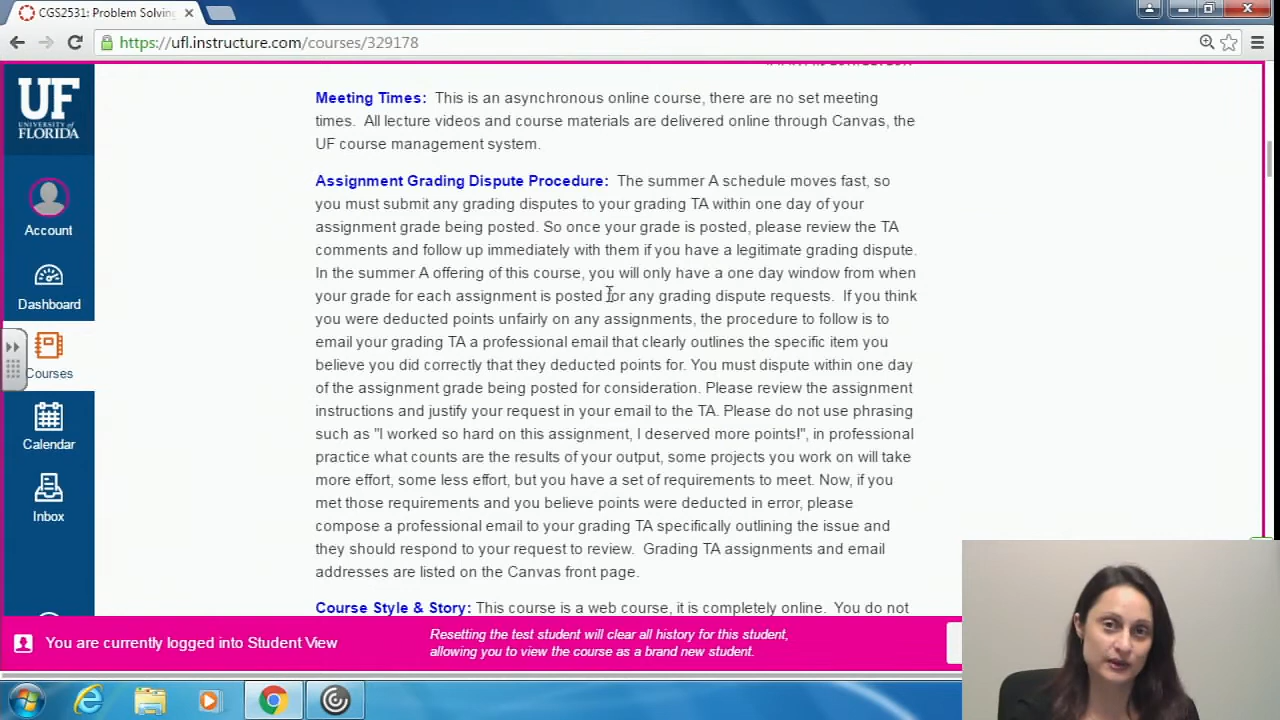 CGS2531: Problem Solving
https://ufl.instructure.com/courses/329178
UF
UNIVERSITY of
FLORIDA
Account
Dashboard
Courses
Calendar
Inbox
Meeting Times: This is an asynchronous online course, there are no set meeting
times. All lecture videos and course materials are delivered online through Canvas, the
UF course management system.
Assignment Grading Dispute Procedure: The summer A schedule moves fast, so
you must submit any grading disputes to your grading TA within one day of your
assignment grade being posted. So once your grade is posted, please review the TA
comments and follow up immediately with them if you have a legitimate grading dispute.
In the summer A offering of this course, you will only have a one day window from when
your grade for each assignment is posted for any grading dispute requests. If you think
you were deducted points unfairly on any assignments, the procedure to follow is to
email your grading TA a professional email that clearly outlines the specific item you
believe you did correctly that they deducted points for. You must dispute within one day
of the assignment grade being posted for consideration. Please review the assignment
instructions and justify your request in your email to the TA. Please do not use phrasing
such as "I worked so hard on this assignment, I deserved more points!", in professional
practice what counts are the results of your output, some projects you work on will take
more effort, some less effort, but you have a set of requirements to meet. Now, if you
met those requirements and you believe points were deducted in error, please
compose a professional email to your grading TA specifically outlining the issue and
they should respond to your request to review. Grading TA assignments and email
addresses are listed on the Canvas front page.
Course Style & Story: This course is a web course, it is completely online. You do not
You are currently logged into Student View
Resetting the test student will clear all history for this student,
allowing you to view the course as a brand new student.